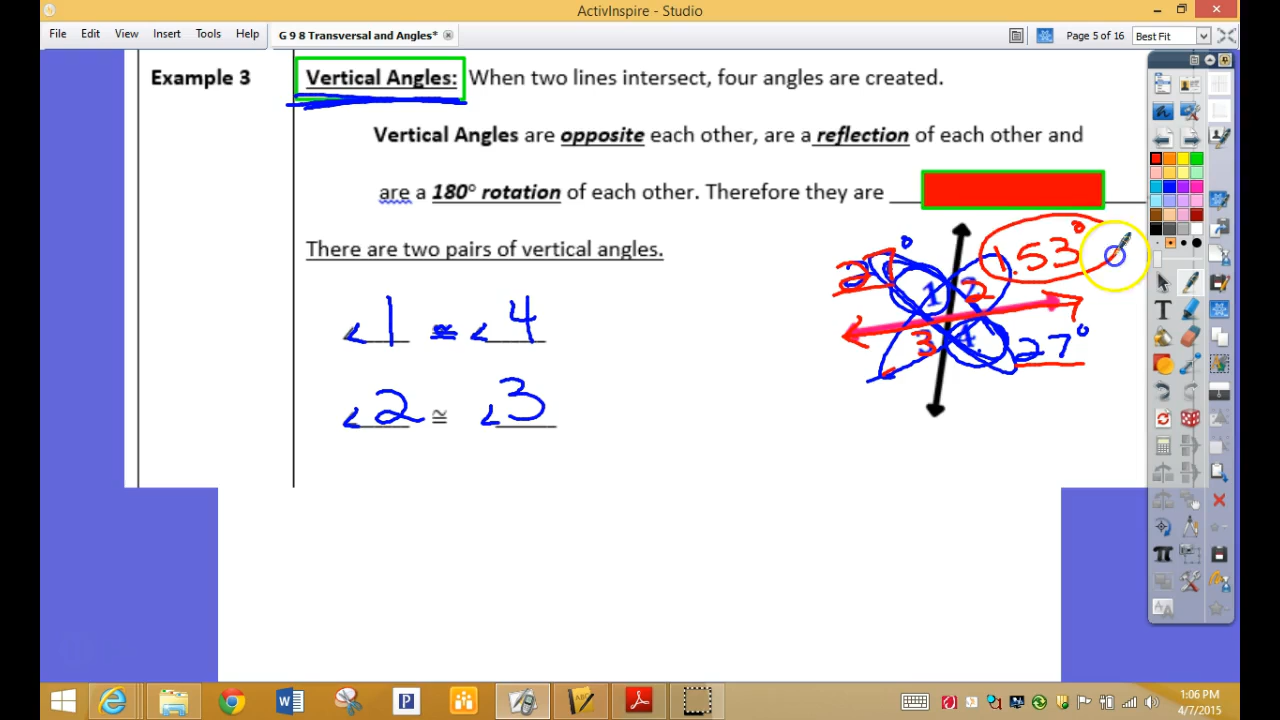 ActivInspire - Studio
File Edit View Insert Tools Help G 9 8 Transversal and Angles* Page 5 of 16 Best Fit
Example 3 Vertical Angles: When two lines intersect, four angles are created.
Vertical Angles are opposite each other, are a reflection of each other and
are a 180° rotation of each other. Therefore they are
There are two pairs of vertical angles.
∠1 ≅ ∠4
∠2 ≅ ∠3
153°
1 2
3 4 27°
1:06 PM
4/7/2015